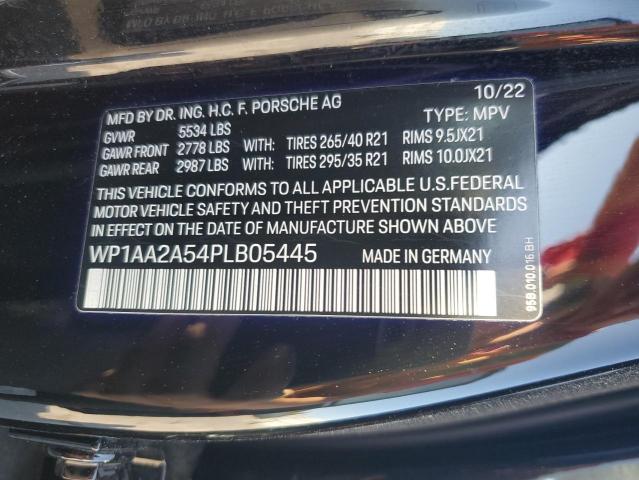 10/22
MFD BY DR. ING. H.C. F. PORSCHE AG
GVWR 5534 LBS TYPE: MPV
GAWR FRONT 2778 LBS WITH: TIRES 265/40 R21 RIMS 9.5JX21
GAWR REAR 2987 LBS WITH: TIRES 295/35 R21 RIMS 10.0JX21
THIS VEHICLE CONFORMS TO ALL APPLICABLE U.S.FEDERAL
MOTOR VEHICLE SAFETY AND THEFT PREVENTION STANDARDS
IN EFFECT ON THE DATE OF MANUFACTURE SHOWN ABOVE.
WP1AA2A54PLB05445 MADE IN GERMANY
95B.010.016 BH